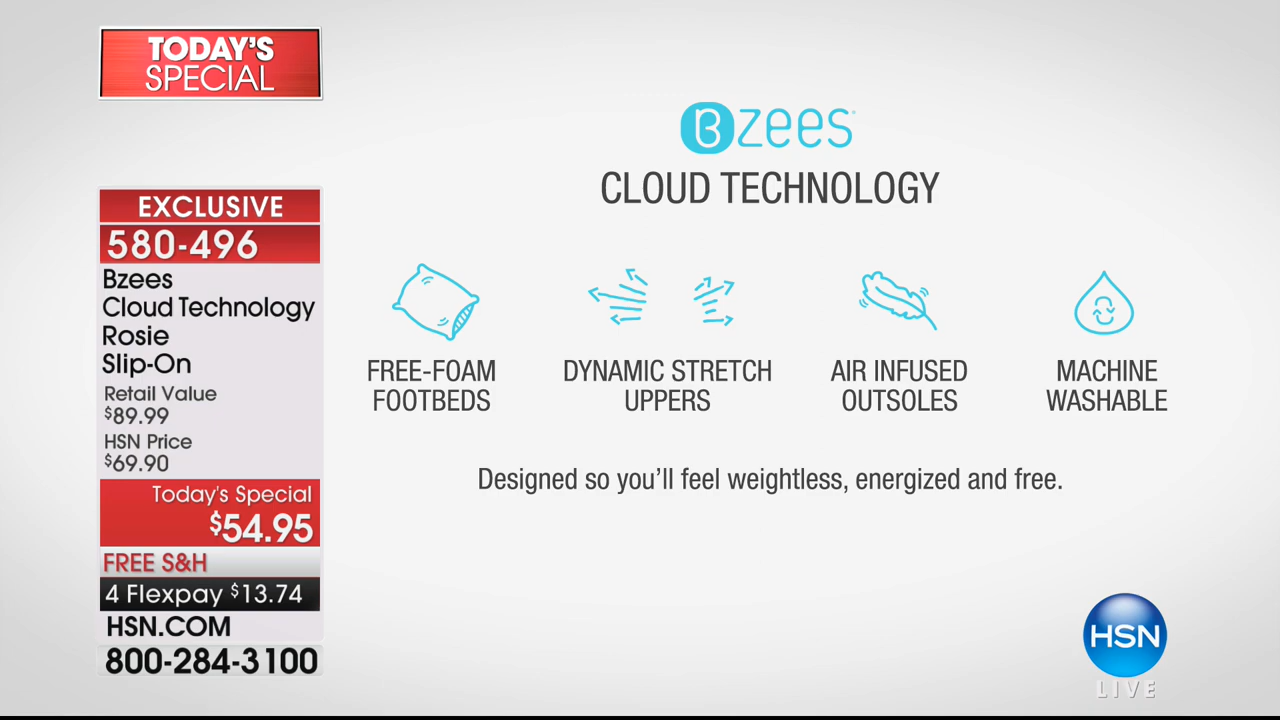 TODAY'S
SPECIAL
EXCLUSIVE
580-496
Bzees
Cloud Technology
Rosie
Slip-On
Retail Value
$89.99
HSN Price
$69.90
Today's Special
$54.95
FREE S&H
4 Flexpay $13.74
HSN.COM
800-284-3100
Bzees
CLOUD TECHNOLOGY
FREE-FOAM
FOOTBEDS
DYNAMIC STRETCH
UPPERS
AIR INFUSED
OUTSOLES
MACHINE
WASHABLE
Designed so you'll feel weightless, energized and free.
HSN
LIVE